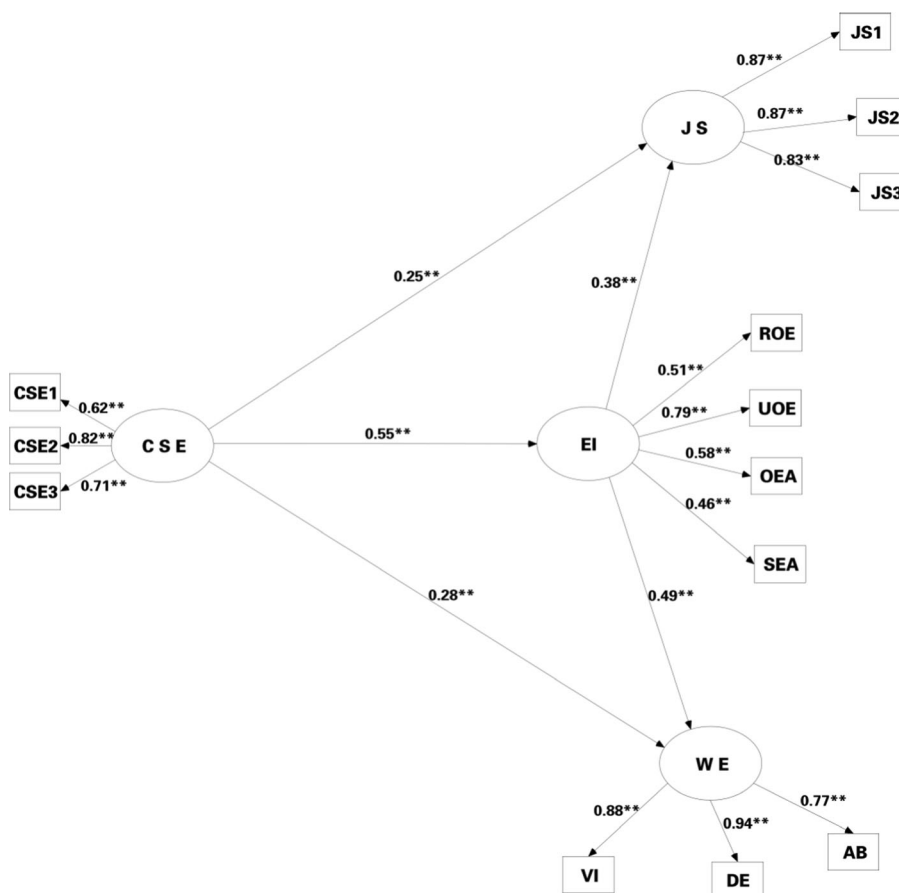 JS1
0.87**
J S
0.87**
JS2
0.83**
JS3
0.25**
0.38**
ROE
0.51**
CSE1
0.62**
0.79**
UOE
CSE2
0.82**
C S E
0.55**
EI
0.58**
OEA
CSE3
0.71**
0.46**
SEA
0.28**
0.49**
W E
0.88**
0.94**
0.77**
AB
VI
DE